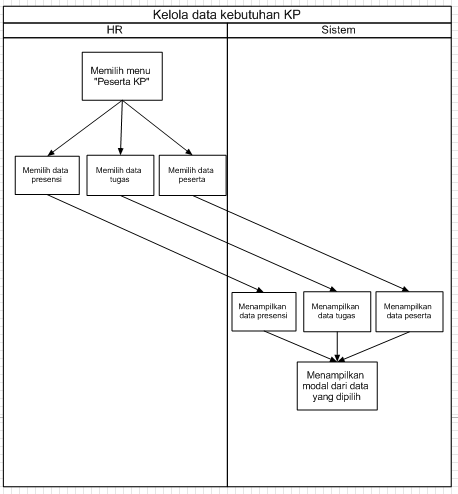 Kelola data kebutuhan KP
HR
Sistem
Memilih menu
"Peserta KP"
Memilih data
presensi
Memilih data
tugas
Memilih data
peserta
Menampilkan
data presensi
Menampilkan
data tugas
Menampilkan
data peserta
Menampilkan
modal dari data
yang dipilih